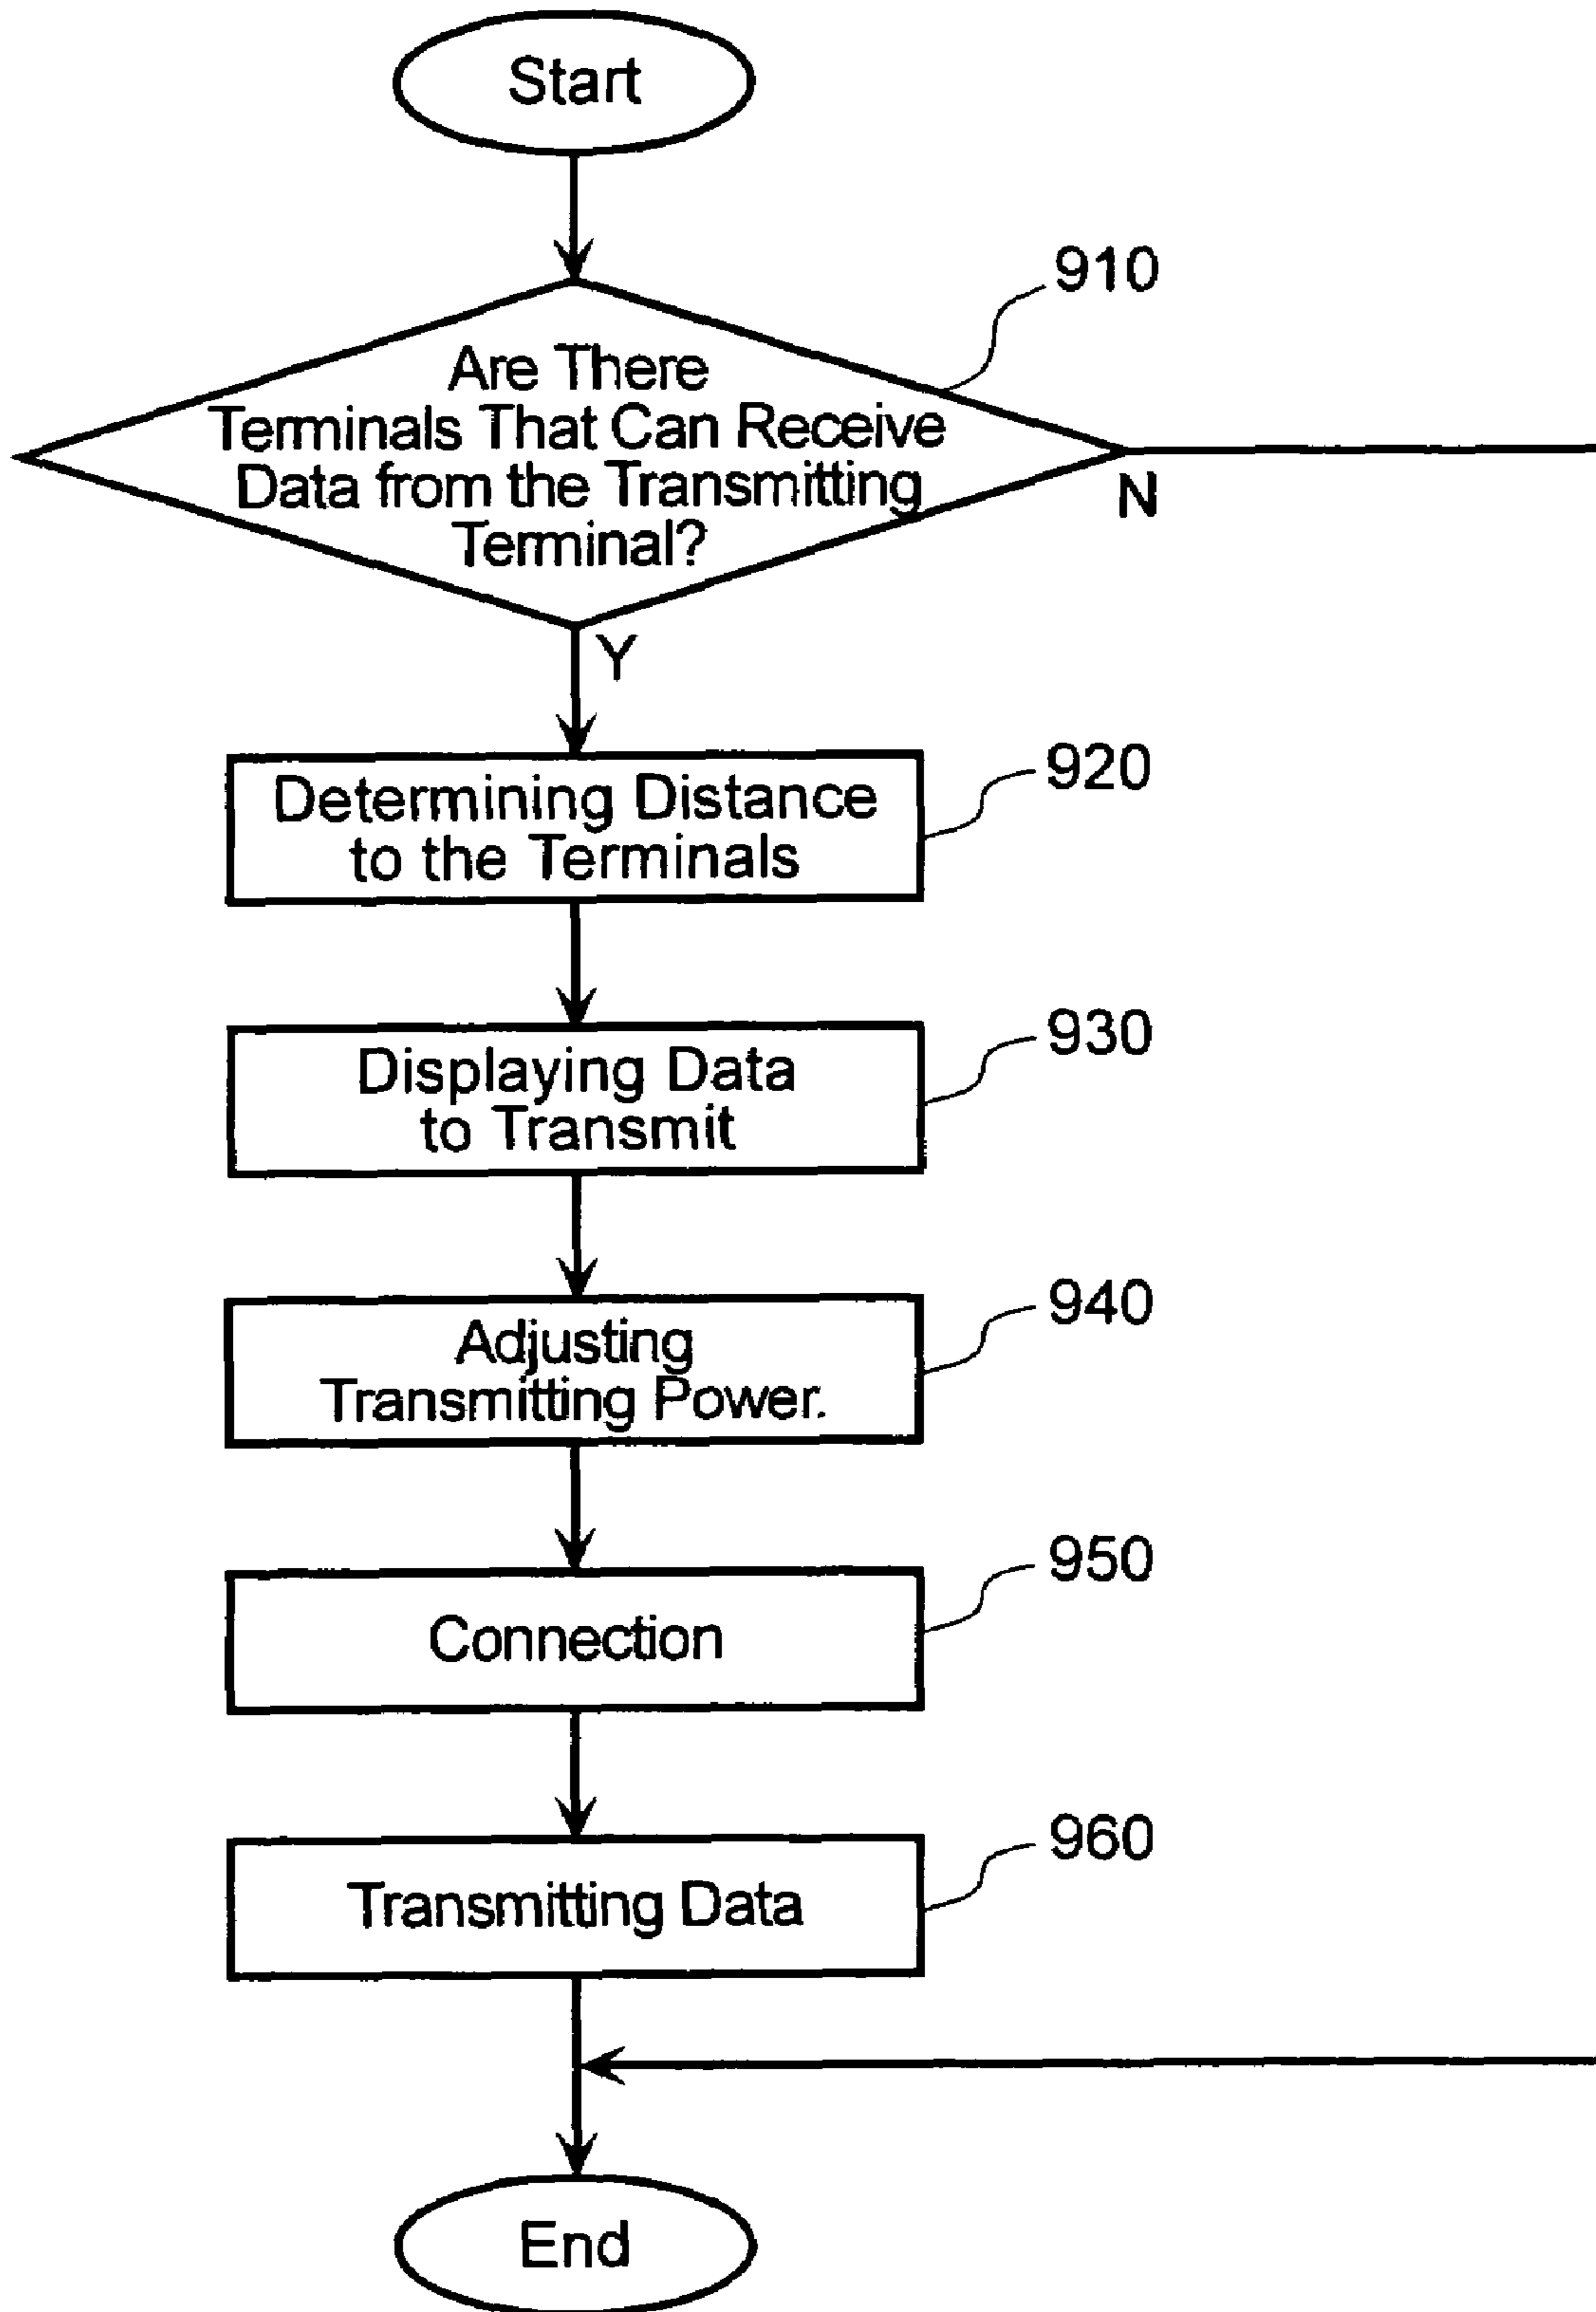 Start
910
Are There
Terminals That Can Receive
Data from the Transmitting
Terminal?
N
Y
920
Determining Distance
to the Terminals
930
Displaying Data
to Transmit
940
Adjusting
Transmitting Power.
950
Connection
960
Transmitting Data
End